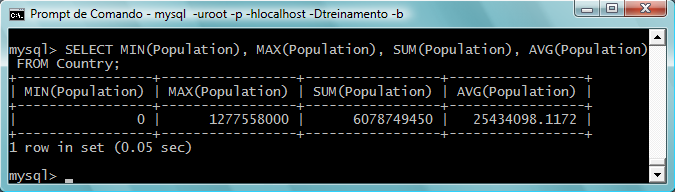 Prompt de Comando - mysql -uroot -p -hlocalhost -Dtreinamento -b
mysql> SELECT MIN(Population), MAX(Population), SUM(Population), AVG(Population)
 FROM Country;
+-----------------+-----------------+-----------------+-----------------+
| MIN(Population) | MAX(Population) | SUM(Population) | AVG(Population) |
+-----------------+-----------------+-----------------+-----------------+
|               0 |      1277558000 |      6078749450 |   25434098.1172 |
+-----------------+-----------------+-----------------+-----------------+
1 row in set (0.05 sec)
mysql> _